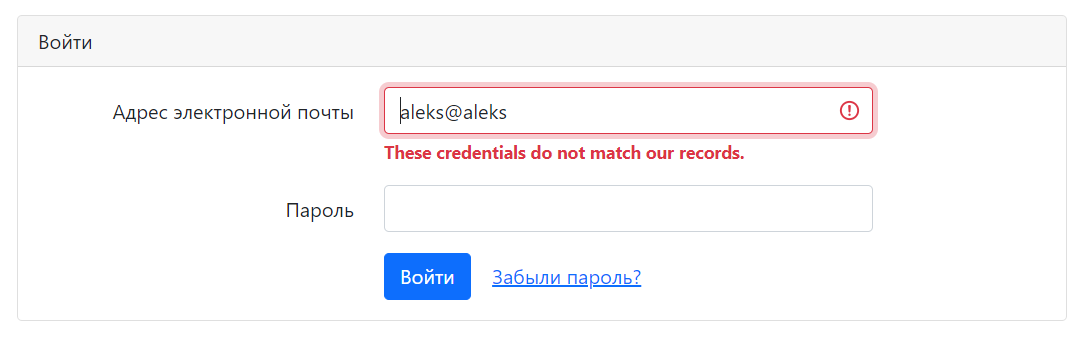 Войти
Адрес электронной почты
aleks@aleks
These credentials do not match our records.
Пароль
Войти Забыли пароль?